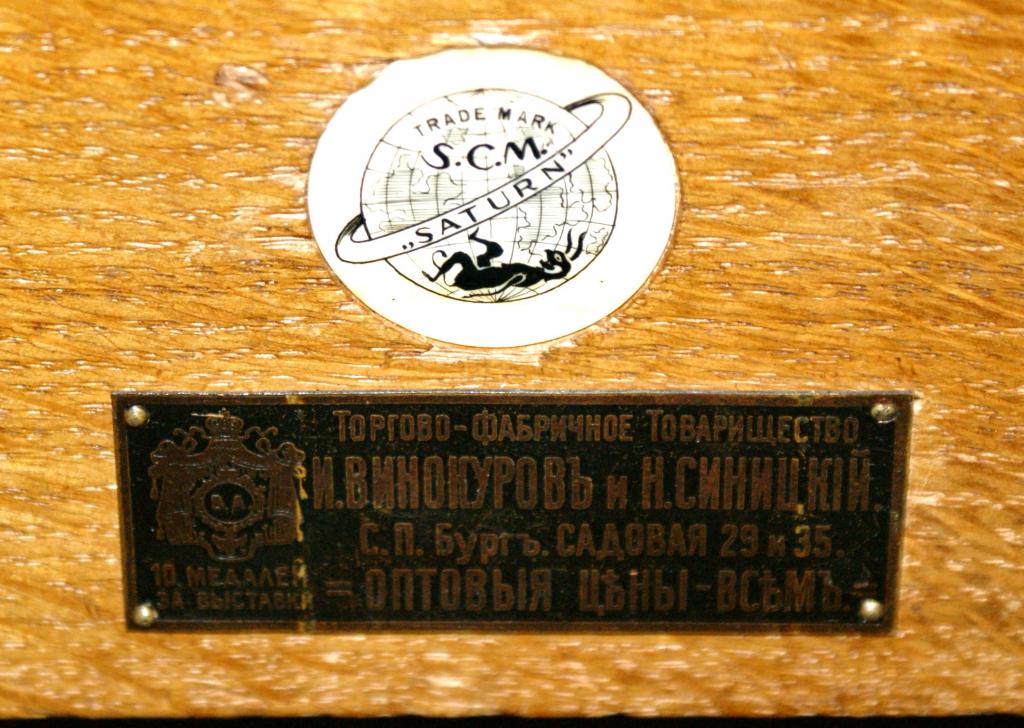 TRADE MARK
S.C.M.
„SATURN”
Торгово-фабричное Товарищество
И.ВИНОКУРОВЪ и Н.СИНИЦКІЙ.
С.П.Бургъ. САДОВАЯ 29 и 35.
10 МЕДАЛЕЙ
ЗА ВЫСТАВКИ
= ОПТОВЫЯ ЦѢНЫ-ВСѢМЪ.=